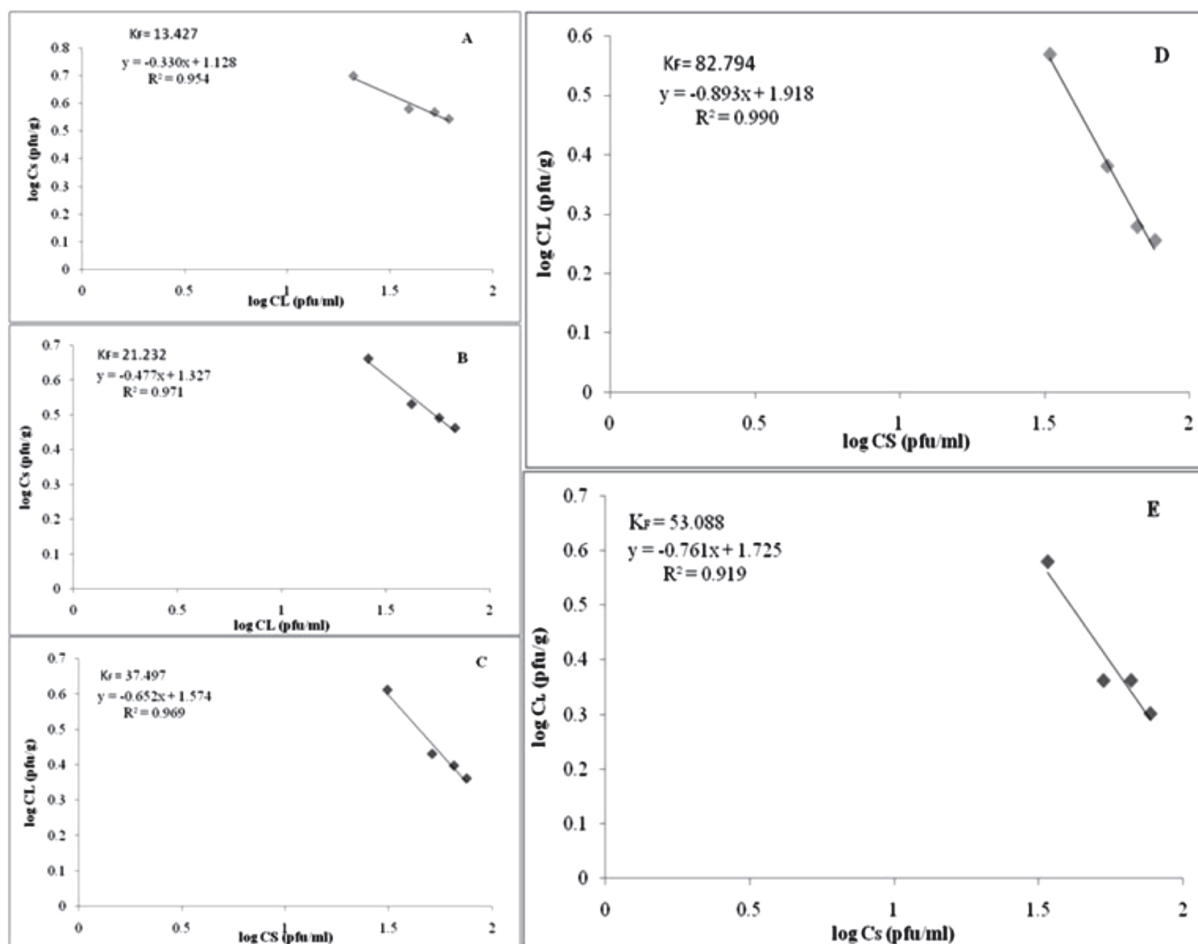 A
KF= 13.427
y = -0.330x + 1.128
R² = 0.954
log Cs (pfu/g)
0.8
0.7
0.6
0.5
0.4
0.3
0.2
0.1
0
0 0.5 1 1.5 2
log CL (pfu/ml)
B
KF= 21.232
y = -0.477x + 1.327
R² = 0.971
log Cs (pfu/g)
0.7
0.6
0.5
0.4
0.3
0.2
0.1
0
0 0.5 1 1.5 2
log CL (pfu/ml)
C
KF = 37.497
y = -0.652x + 1.574
R² = 0.969
log CL (pfu/g)
0.7
0.6
0.5
0.4
0.3
0.2
0.1
0
0 0.5 1 1.5 2
log CS (pfu/ml)
D
KF = 82.794
y = -0.893x + 1.918
R² = 0.990
log CL (pfu/g)
0.6
0.5
0.4
0.3
0.2
0.1
0
0 0.5 1 1.5 2
log CS (pfu/ml)
E
KF = 53.088
y = -0.761x + 1.725
R² = 0.919
log CL (pfu/g)
0.7
0.6
0.5
0.4
0.3
0.2
0.1
0
0 0.5 1 1.5 2
log Cs (pfu/ml)